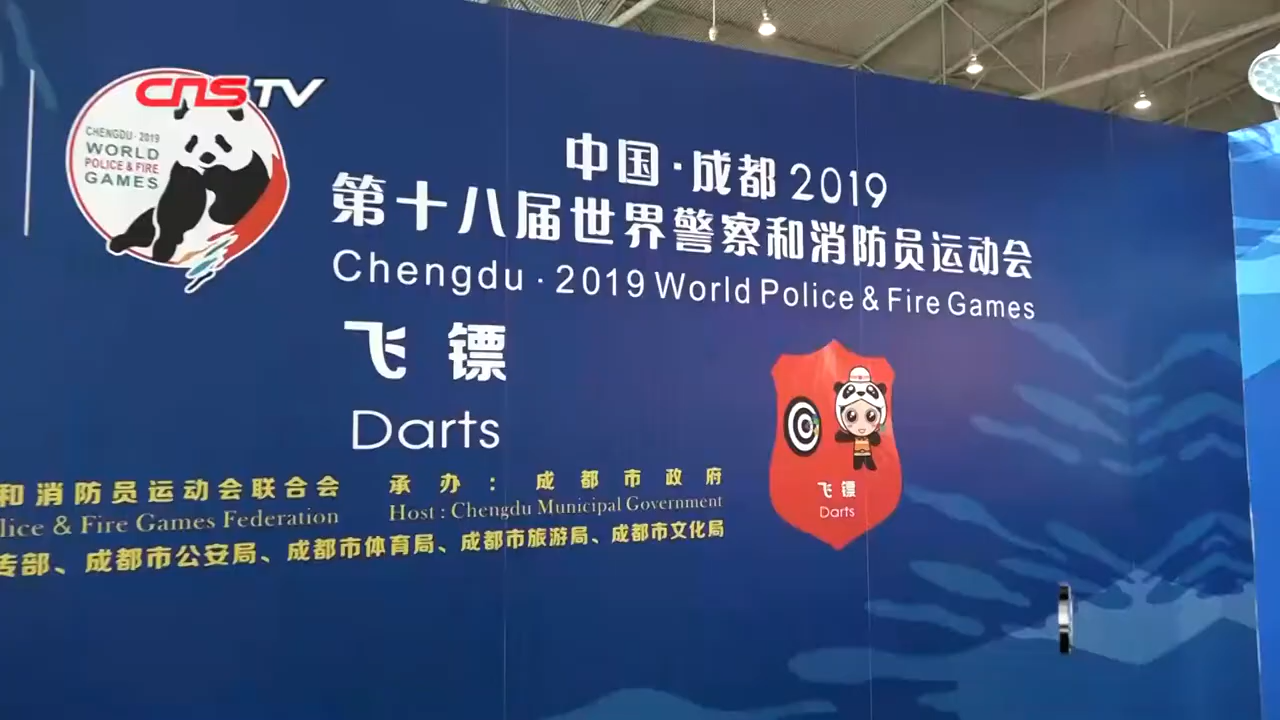 CNSTV
CHENGDU · 2019
WORLD
POLICE & FIRE
GAMES
中国·成都 2019
第十八届世界警察和消防员运动会
Chengdu · 2019 World Police & Fire Games
飞镖
Darts
飞镖
Darts
和消防员运动会联合会 承办：成都市政府
lice & Fire Games Federation Host : Chengdu Municipal Government
传部、成都市公安局、成都市体育局、成都市旅游局、成都市文化局